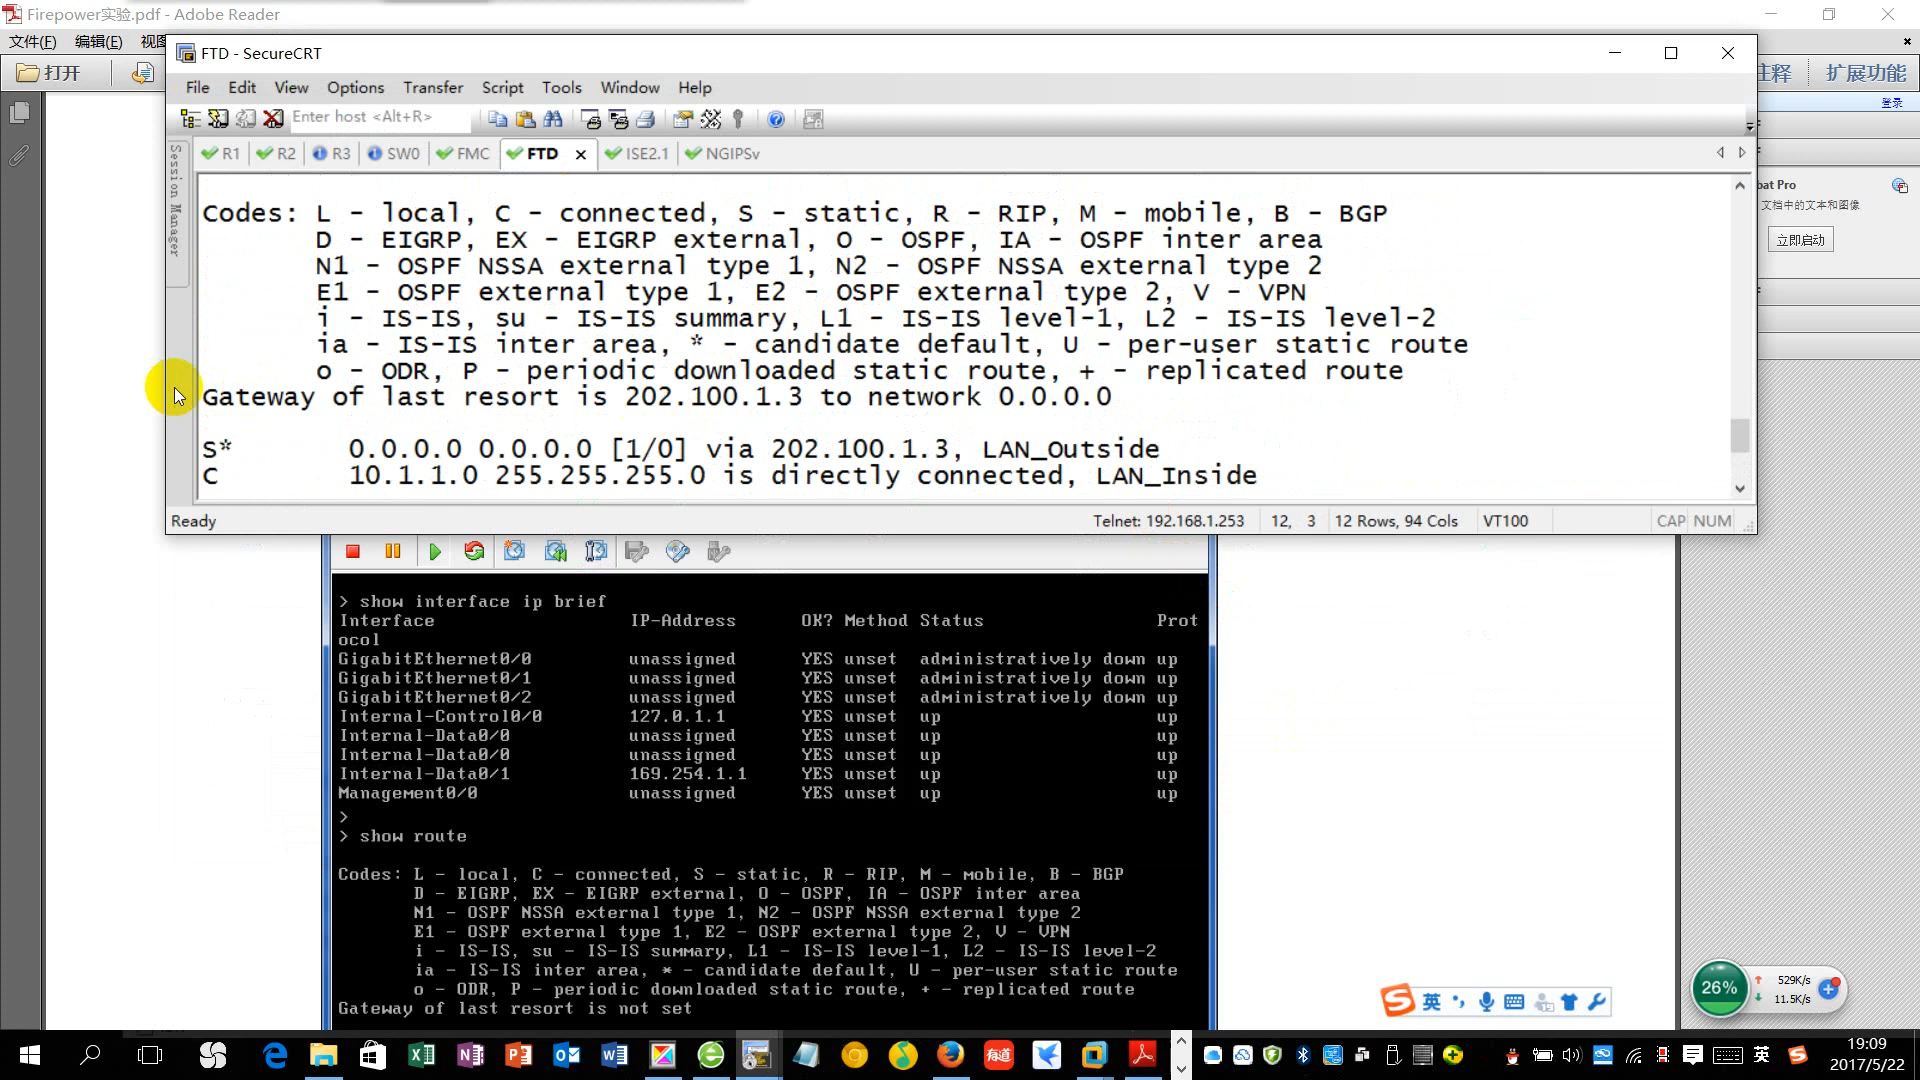 Firepower实验.pdf - Adobe Reader
文件(F) 编辑(E) 视图
打开
注释 扩展功能
登录
bat Pro
文档中的文本和图像
立即启动
FTD - SecureCRT
File Edit View Options Transfer Script Tools Window Help
Enter host <Alt+R>
Session Manager
R1 R2 R3 SW0 FMC FTD ISE2.1 NGIPSv
Codes: L - local, C - connected, S - static, R - RIP, M - mobile, B - BGP
D - EIGRP, EX - EIGRP external, O - OSPF, IA - OSPF inter area
N1 - OSPF NSSA external type 1, N2 - OSPF NSSA external type 2
E1 - OSPF external type 1, E2 - OSPF external type 2, V - VPN
i - IS-IS, su - IS-IS summary, L1 - IS-IS level-1, L2 - IS-IS level-2
ia - IS-IS inter area, * - candidate default, U - per-user static route
o - ODR, P - periodic downloaded static route, + - replicated route
Gateway of last resort is 202.100.1.3 to network 0.0.0.0
S* 0.0.0.0 0.0.0.0 [1/0] via 202.100.1.3, LAN_Outside
C 10.1.1.0 255.255.255.0 is directly connected, LAN_Inside
Ready Telnet: 192.168.1.253 12, 3 12 Rows, 94 Cols VT100 CAP NUM
> show interface ip brief
Interface IP-Address OK? Method Status Prot
ocol
GigabitEthernet0/0 unassigned YES unset administratively down up
GigabitEthernet0/1 unassigned YES unset administratively down up
GigabitEthernet0/2 unassigned YES unset administratively down up
Internal-Control0/0 127.0.1.1 YES unset up up
Internal-Data0/0 unassigned YES unset up up
Internal-Data0/0 unassigned YES unset up up
Internal-Data0/1 169.254.1.1 YES unset up up
Management0/0 unassigned YES unset up up
>
> show route
Codes: L - local, C - connected, S - static, R - RIP, M - mobile, B - BGP
D - EIGRP, EX - EIGRP external, O - OSPF, IA - OSPF inter area
N1 - OSPF NSSA external type 1, N2 - OSPF NSSA external type 2
E1 - OSPF external type 1, E2 - OSPF external type 2, V - VPN
i - IS-IS, su - IS-IS summary, L1 - IS-IS level-1, L2 - IS-IS level-2
ia - IS-IS inter area, * - candidate default, U - per-user static route
o - ODR, P - periodic downloaded static route, + - replicated route
Gateway of last resort is not set
英
26% 529K/s
11.5K/s
有道
英
19:09
2017/5/22